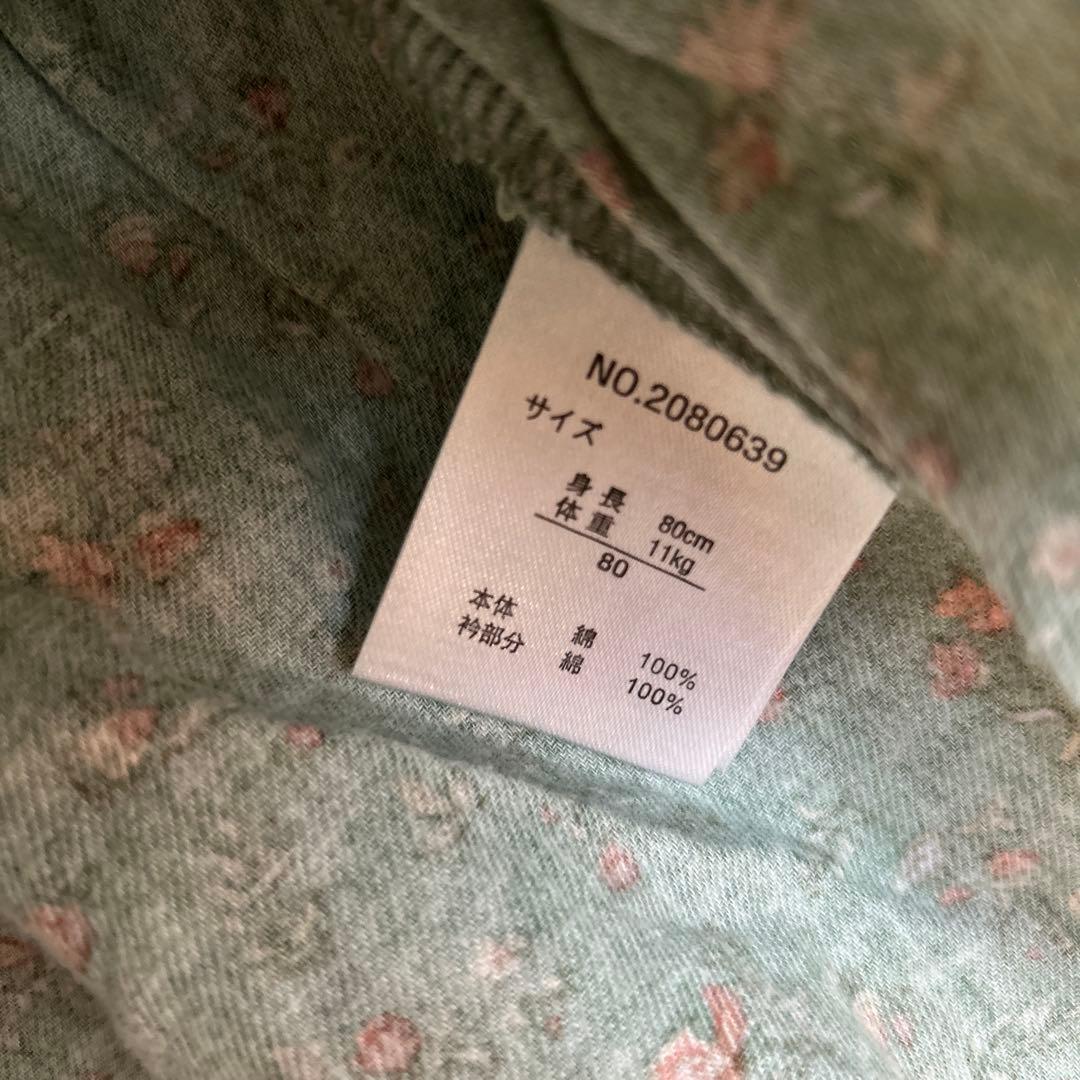 NO.2080639
サイズ
身長 80cm
体重 11kg
80
本体 綿 100%
衿部分 綿 100%